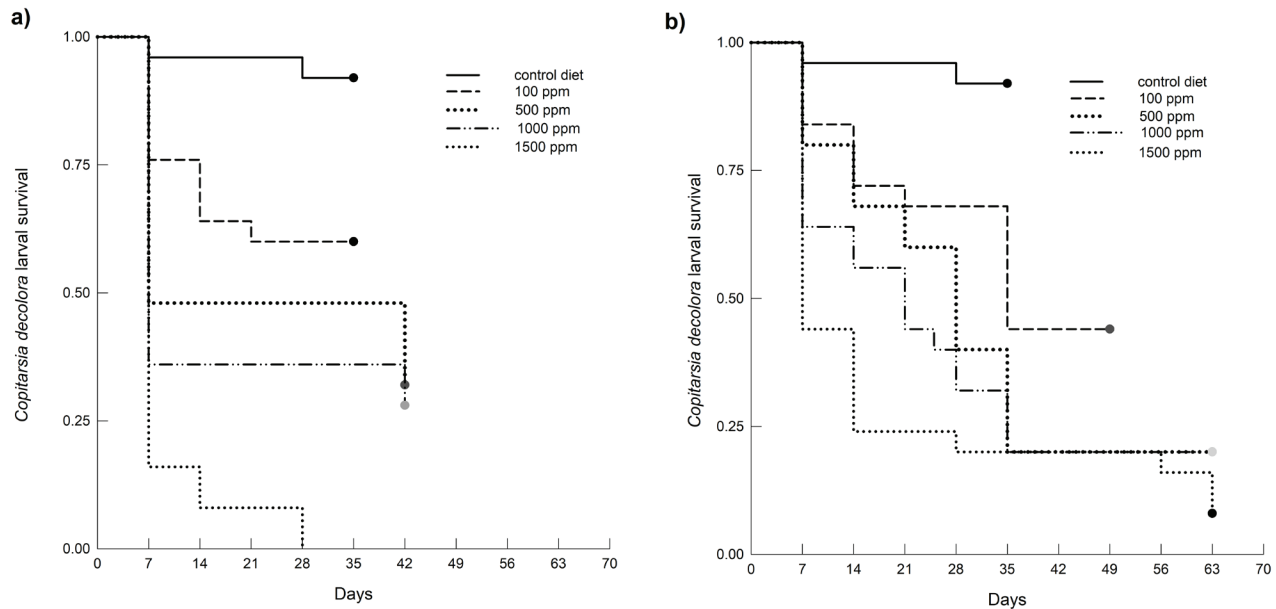 a)
Copitarsia decolora larval survival
1.00
0.75
0.50
0.25
0.00
control diet
100 ppm
500 ppm
1000 ppm
1500 ppm
0 7 14 21 28 35 42 49 56 63 70
Days
b)
Copitarsia decolora larval survival
1.00
0.75
0.50
0.25
0.00
control diet
100 ppm
500 ppm
1000 ppm
1500 ppm
0 7 14 21 28 35 42 49 56 63 70
Days